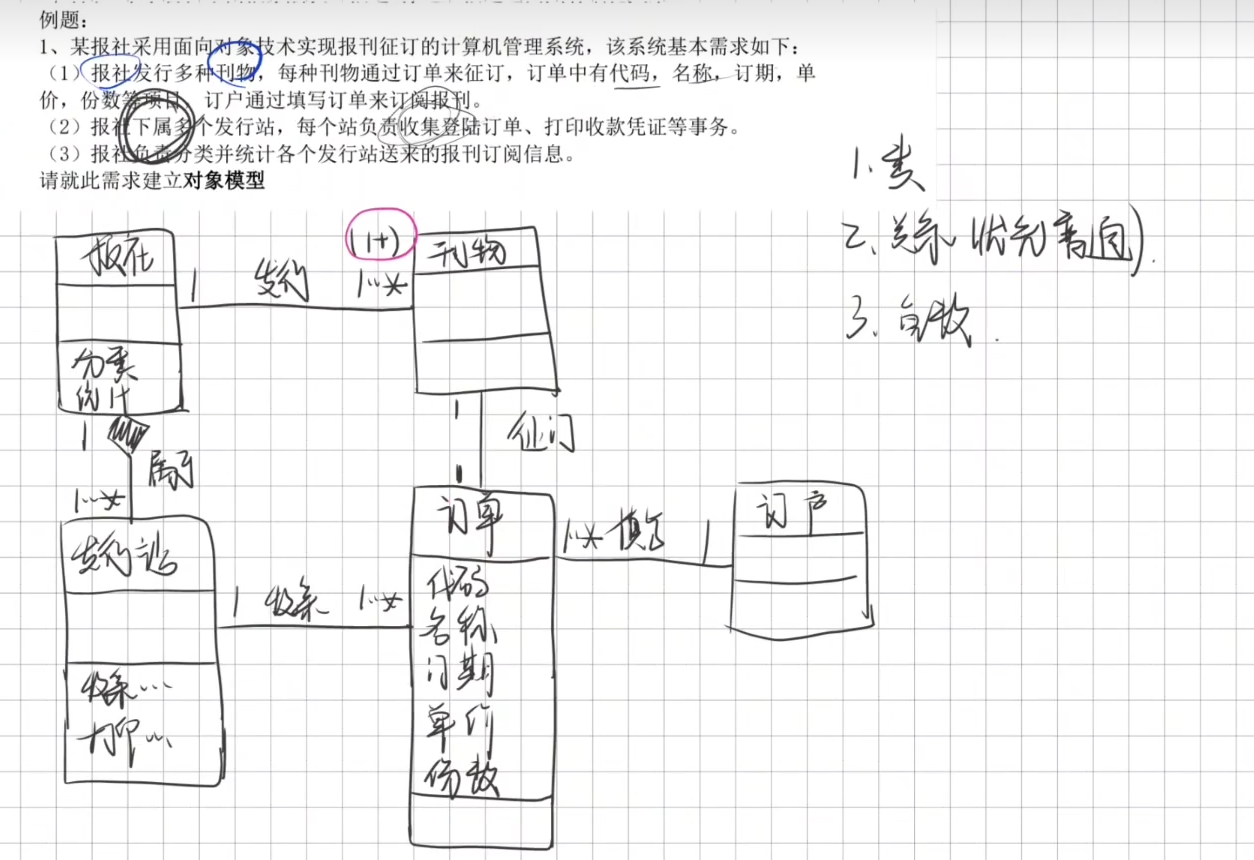 例题：
1、某报社采用面向对象技术实现报刊征订的计算机管理系统，该系统基本需求如下：
（1）报社发行多种刊物，每种刊物通过订单来征订，订单中有代码，名称，订期，单
价，份数等项目，订户通过填写订单来订阅报刊。
（2）报社下属多个发行站，每个站负责收集登陆订单、打印收款凭证等事务。
（3）报社负责分类并统计各个发行站送来的报刊订阅信息。
请就此需求建立对象模型
1、类
2、关系
3、
报社
1 发行 1...*
(1+)
刊物
分类
统计
1
属于
1...*
1
征订
1
发行站
收集...
打印...
1 收集 1...*
订单
代码
名称
订期
单价
份数
1...* 填写 1
订户